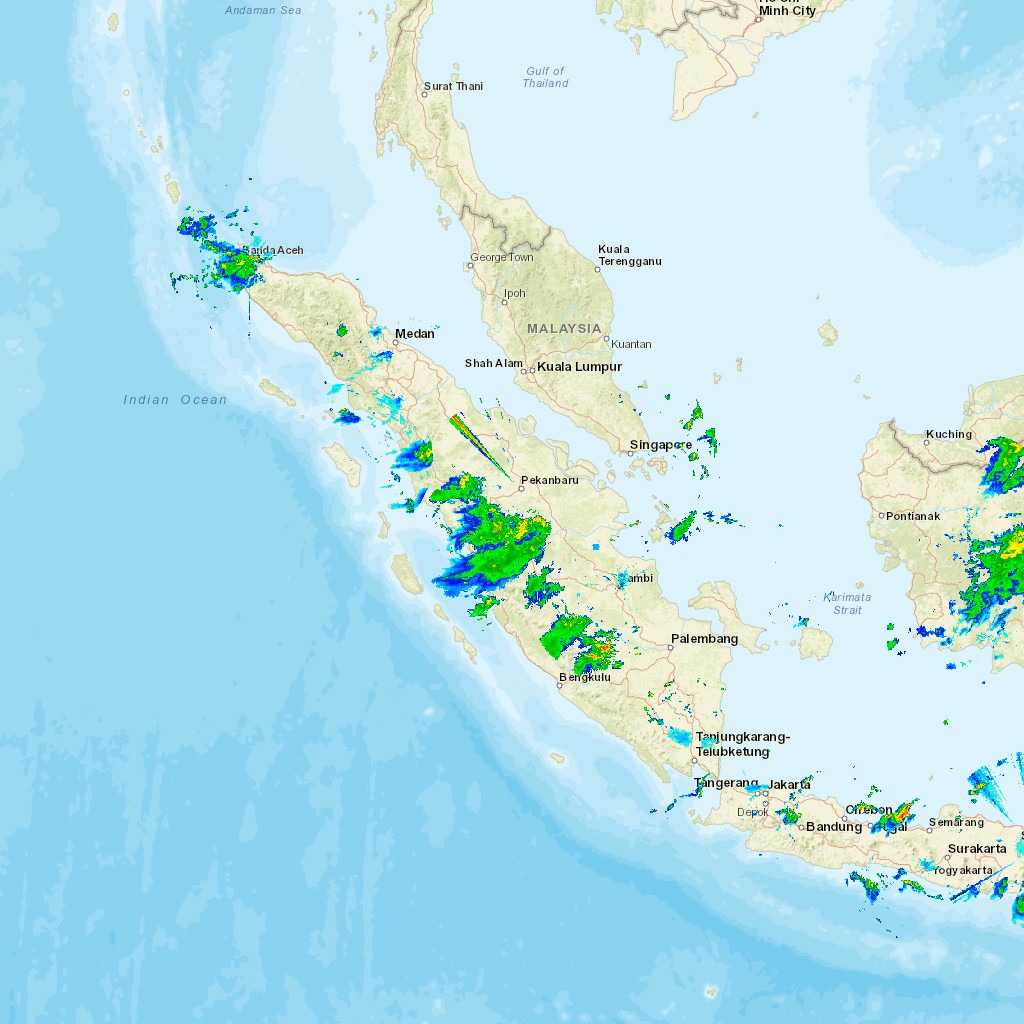 Andaman Sea
Minh City
Gulf of
Thailand
Surat Thani
Banda Aceh
George Town
Kuala
Terengganu
Ipoh
MALAYSIA
Medan
Kuantan
Shah Alam
Kuala Lumpur
Indian Ocean
Singapore
Kuching
Pekanbaru
Pontianak
Karimata
Strait
Palembang
Bengkulu
Tanjungkarang-
Telubketung
Tangerang
Jakarta
Depok
Cirebon
Bandung
Semarang
Surakarta
Yogyakarta